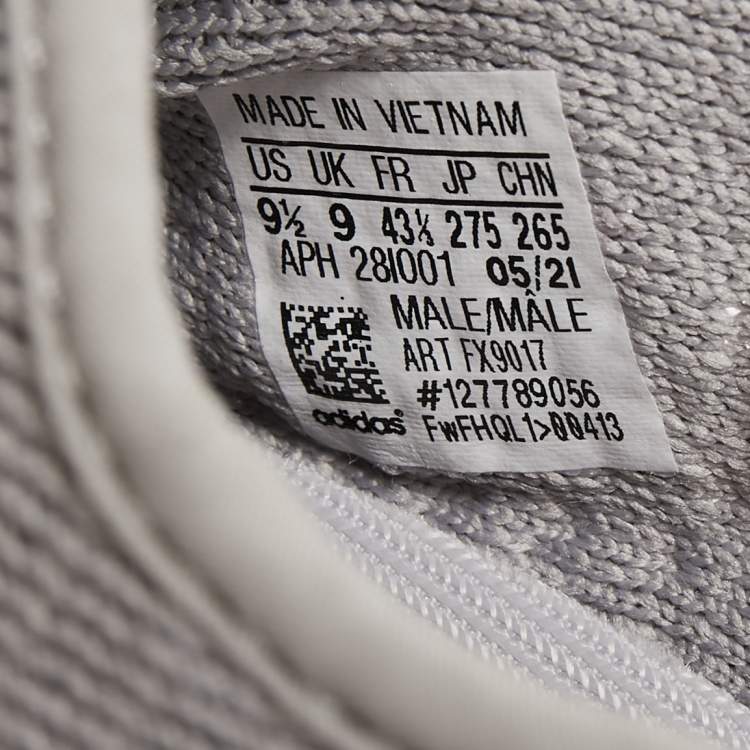 MADE IN VIETNAM
US UK FR JP CHN
9½ 9 43⅓ 275 265
APH 28I001 05/21
MALE/MÂLE
ART FX9017
#127789056
adidas® FwFHQL1>00413